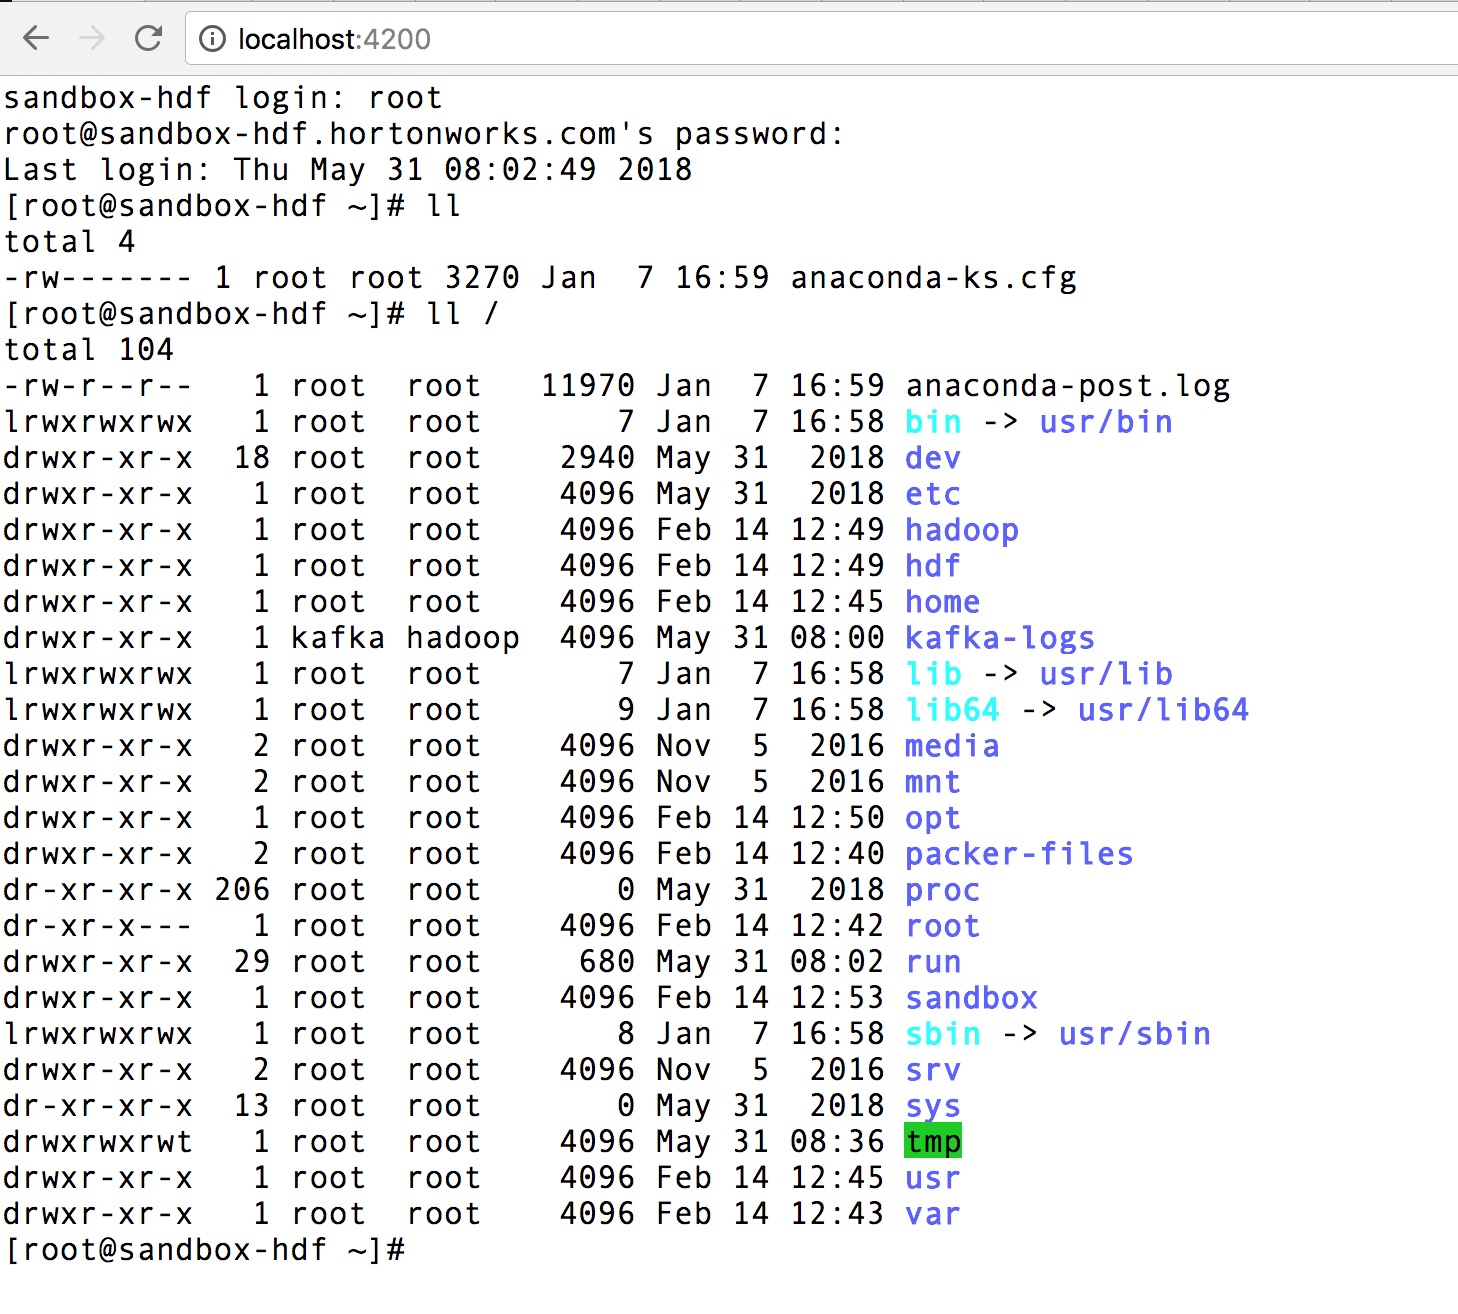 localhost:4200
sandbox-hdf login: root
root@sandbox-hdf.hortonworks.com's password:
Last login: Thu May 31 08:02:49 2018
[root@sandbox-hdf ~]# ll
total 4
-rw------- 1 root root 3270 Jan  7 16:59 anaconda-ks.cfg
[root@sandbox-hdf ~]# ll /
total 104
-rw-r--r--   1 root  root   11970 Jan  7 16:59 anaconda-post.log
lrwxrwxrwx   1 root  root       7 Jan  7 16:58 bin -> usr/bin
drwxr-xr-x  18 root  root    2940 May 31  2018 dev
drwxr-xr-x   1 root  root    4096 May 31  2018 etc
drwxr-xr-x   1 root  root    4096 Feb 14 12:49 hadoop
drwxr-xr-x   1 root  root    4096 Feb 14 12:49 hdf
drwxr-xr-x   1 root  root    4096 Feb 14 12:45 home
drwxr-xr-x   1 kafka hadoop  4096 May 31 08:00 kafka-logs
lrwxrwxrwx   1 root  root       7 Jan  7 16:58 lib -> usr/lib
lrwxrwxrwx   1 root  root       9 Jan  7 16:58 lib64 -> usr/lib64
drwxr-xr-x   2 root  root    4096 Nov  5  2016 media
drwxr-xr-x   2 root  root    4096 Nov  5  2016 mnt
drwxr-xr-x   1 root  root    4096 Feb 14 12:50 opt
drwxr-xr-x   2 root  root    4096 Feb 14 12:40 packer-files
dr-xr-xr-x 206 root  root       0 May 31  2018 proc
dr-xr-x---   1 root  root    4096 Feb 14 12:42 root
drwxr-xr-x  29 root  root     680 May 31 08:02 run
drwxr-xr-x   1 root  root    4096 Feb 14 12:53 sandbox
lrwxrwxrwx   1 root  root       8 Jan  7 16:58 sbin -> usr/sbin
drwxr-xr-x   2 root  root    4096 Nov  5  2016 srv
dr-xr-xr-x  13 root  root       0 May 31  2018 sys
drwxrwxrwt   1 root  root    4096 May 31 08:36 tmp
drwxr-xr-x   1 root  root    4096 Feb 14 12:45 usr
drwxr-xr-x   1 root  root    4096 Feb 14 12:43 var
[root@sandbox-hdf ~]#